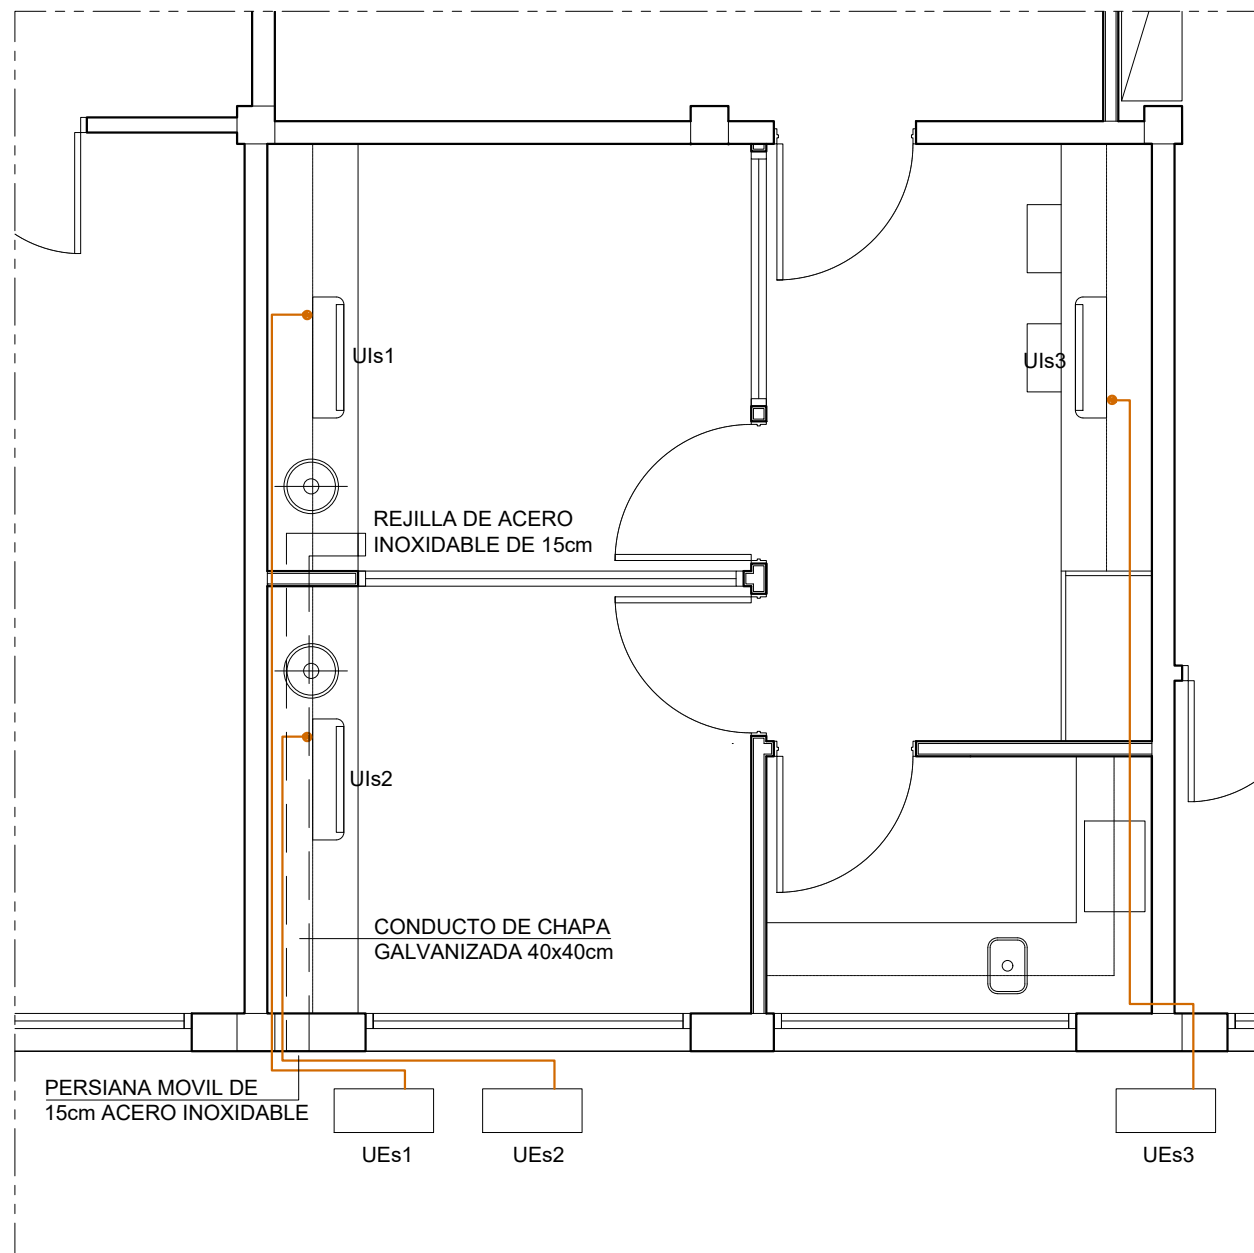 UIs1
UIs3
REJILLA DE ACERO
INOXIDABLE DE 15cm
UIs2
CONDUCTO DE CHAPA
GALVANIZADA 40x40cm
PERSIANA MOVIL DE
15cm ACERO INOXIDABLE
UEs1
UEs2
UEs3